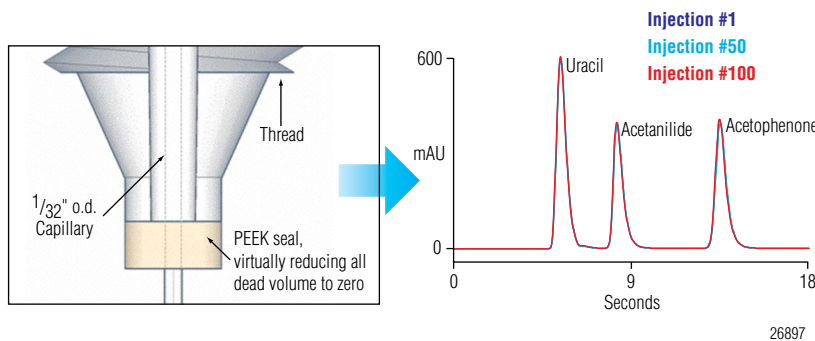 Thread
1/32" o.d.
Capillary
PEEK seal,
virtually reducing all
dead volume to zero
Injection #1
Injection #50
Injection #100
600
Uracil
Acetanilide
Acetophenone
mAU
0
0
9
18
Seconds
26897